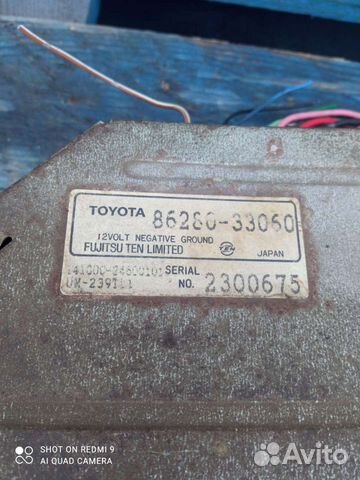 TOYOTA 86280-33060
12VOLT NEGATIVE GROUND
FUJITSU TEN LIMITED JAPAN
SERIAL
NO. 2300675
SHOT ON REDMI 9
AI QUAD CAMERA
Avito